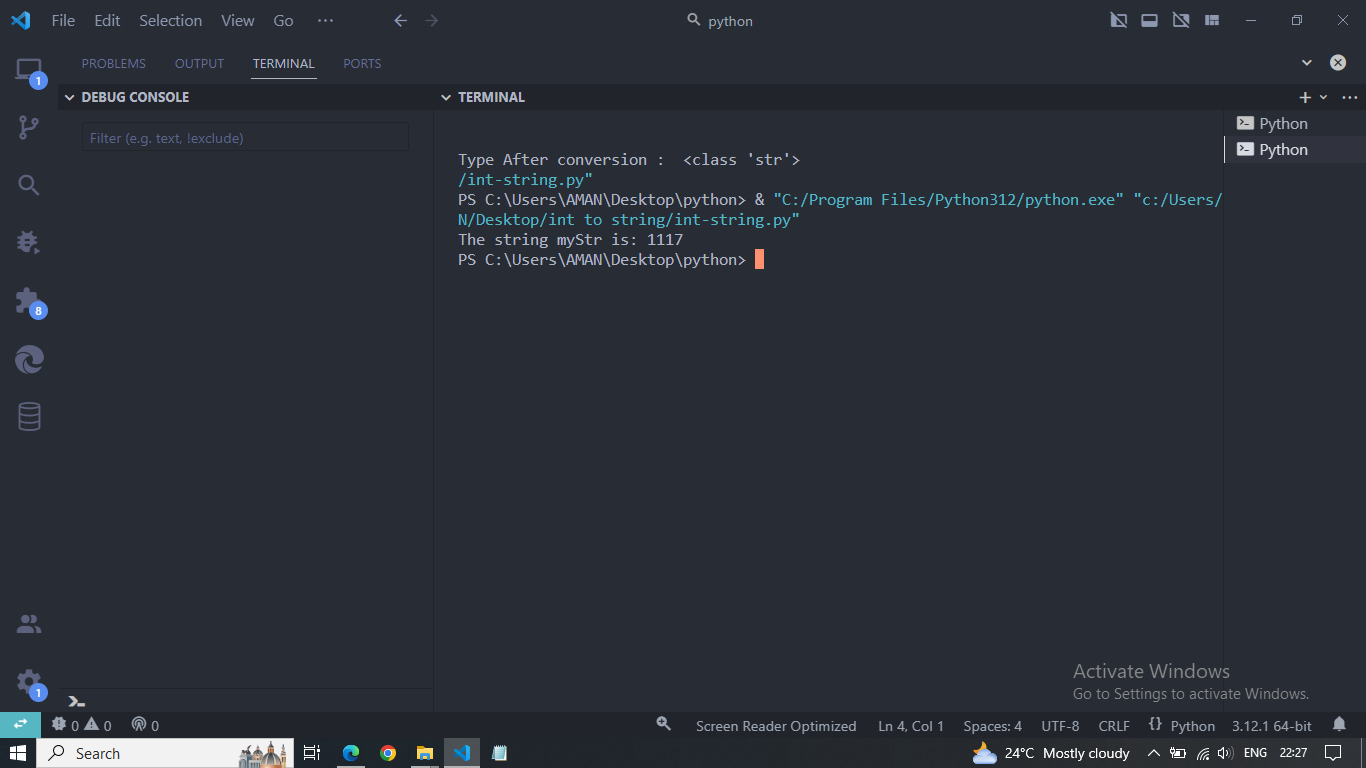 File Edit Selection View Go ··· python
PROBLEMS OUTPUT TERMINAL PORTS
1
DEBUG CONSOLE
TERMINAL
Filter (e.g. text, !exclude)
Python
Python
Type After conversion :  <class 'str'>
/int-string.py"
PS C:\Users\AMAN\Desktop\python> & "C:/Program Files/Python312/python.exe" "c:/Users/
N/Desktop/int to string/int-string.py"
The string myStr is: 1117
PS C:\Users\AMAN\Desktop\python>
8
1
Activate Windows
Go to Settings to activate Windows.
0 0 0 Screen Reader Optimized Ln 4, Col 1 Spaces: 4 UTF-8 CRLF {} Python 3.12.1 64-bit
Search 24°C Mostly cloudy ENG 22:27